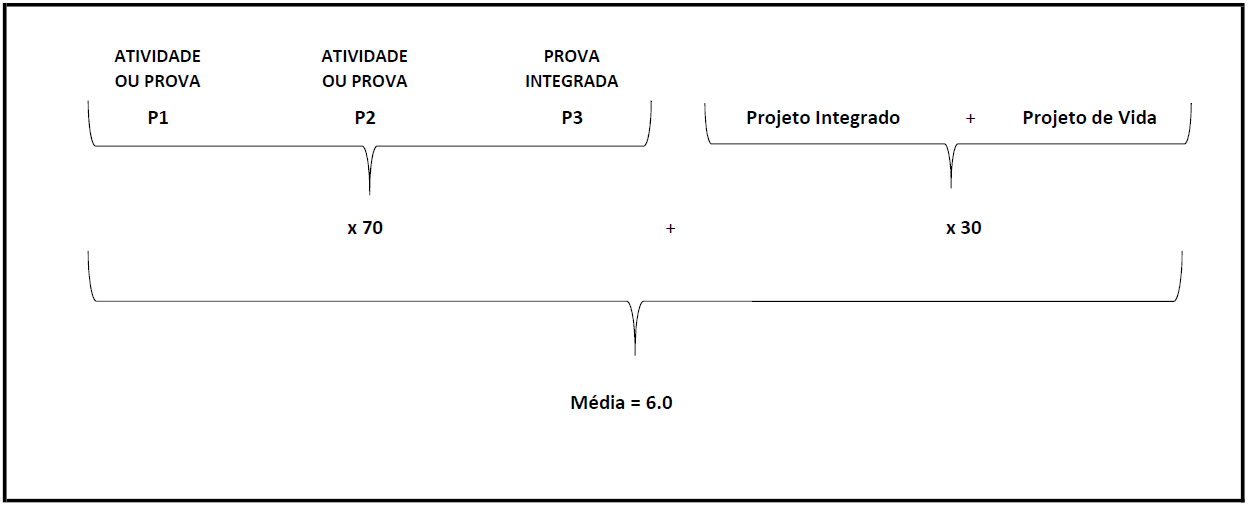 ATIVIDADE OU PROVA
ATIVIDADE OU PROVA
PROVA INTEGRADA
P1 P2 P3 Projeto Integrado + Projeto de Vida
x 70 + x 30
Média = 6.0